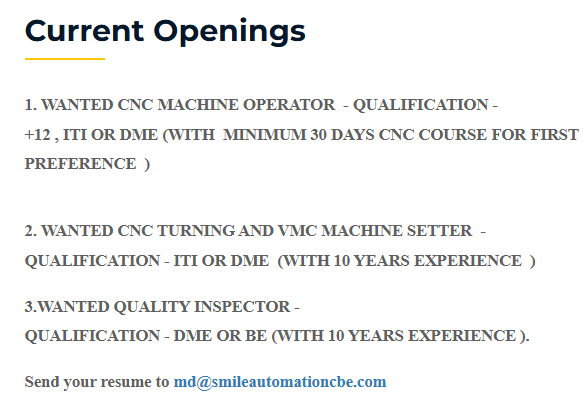 Current Openings
1. WANTED CNC MACHINE OPERATOR  - QUALIFICATION -
+12 , ITI OR DME (WITH  MINIMUM 30 DAYS CNC COURSE FOR FIRST
PREFERENCE  )
2. WANTED CNC TURNING AND VMC MACHINE SETTER  -
QUALIFICATION - ITI OR DME  (WITH 10 YEARS EXPERIENCE  )
3.WANTED QUALITY INSPECTOR -
QUALIFICATION - DME OR BE (WITH 10 YEARS EXPERIENCE ).
Send your resume to md@smileautomationcbe.com